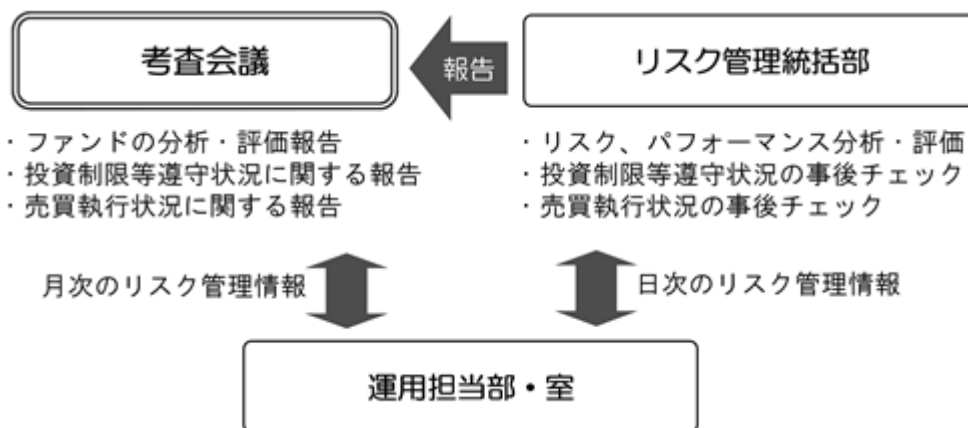 考査会議
報告
リスク管理統括部
・ファンドの分析・評価報告
・投資制限等遵守状況に関する報告
・売買執行状況に関する報告
・リスク、パフォーマンス分析・評価
・投資制限等遵守状況の事後チェック
・売買執行状況の事後チェック
月次のリスク管理情報
日次のリスク管理情報
運用担当部・室